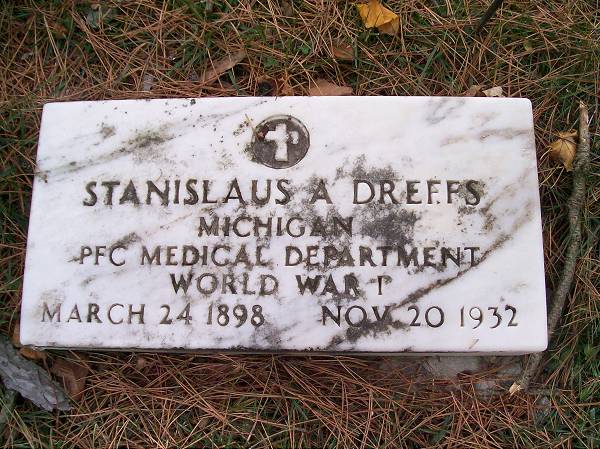 STANISLAUS A DREFFS
MICHIGAN
PFC MEDICAL DEPARTMENT
WORLD WAR I
MARCH 24 1898 NOV 20 1932